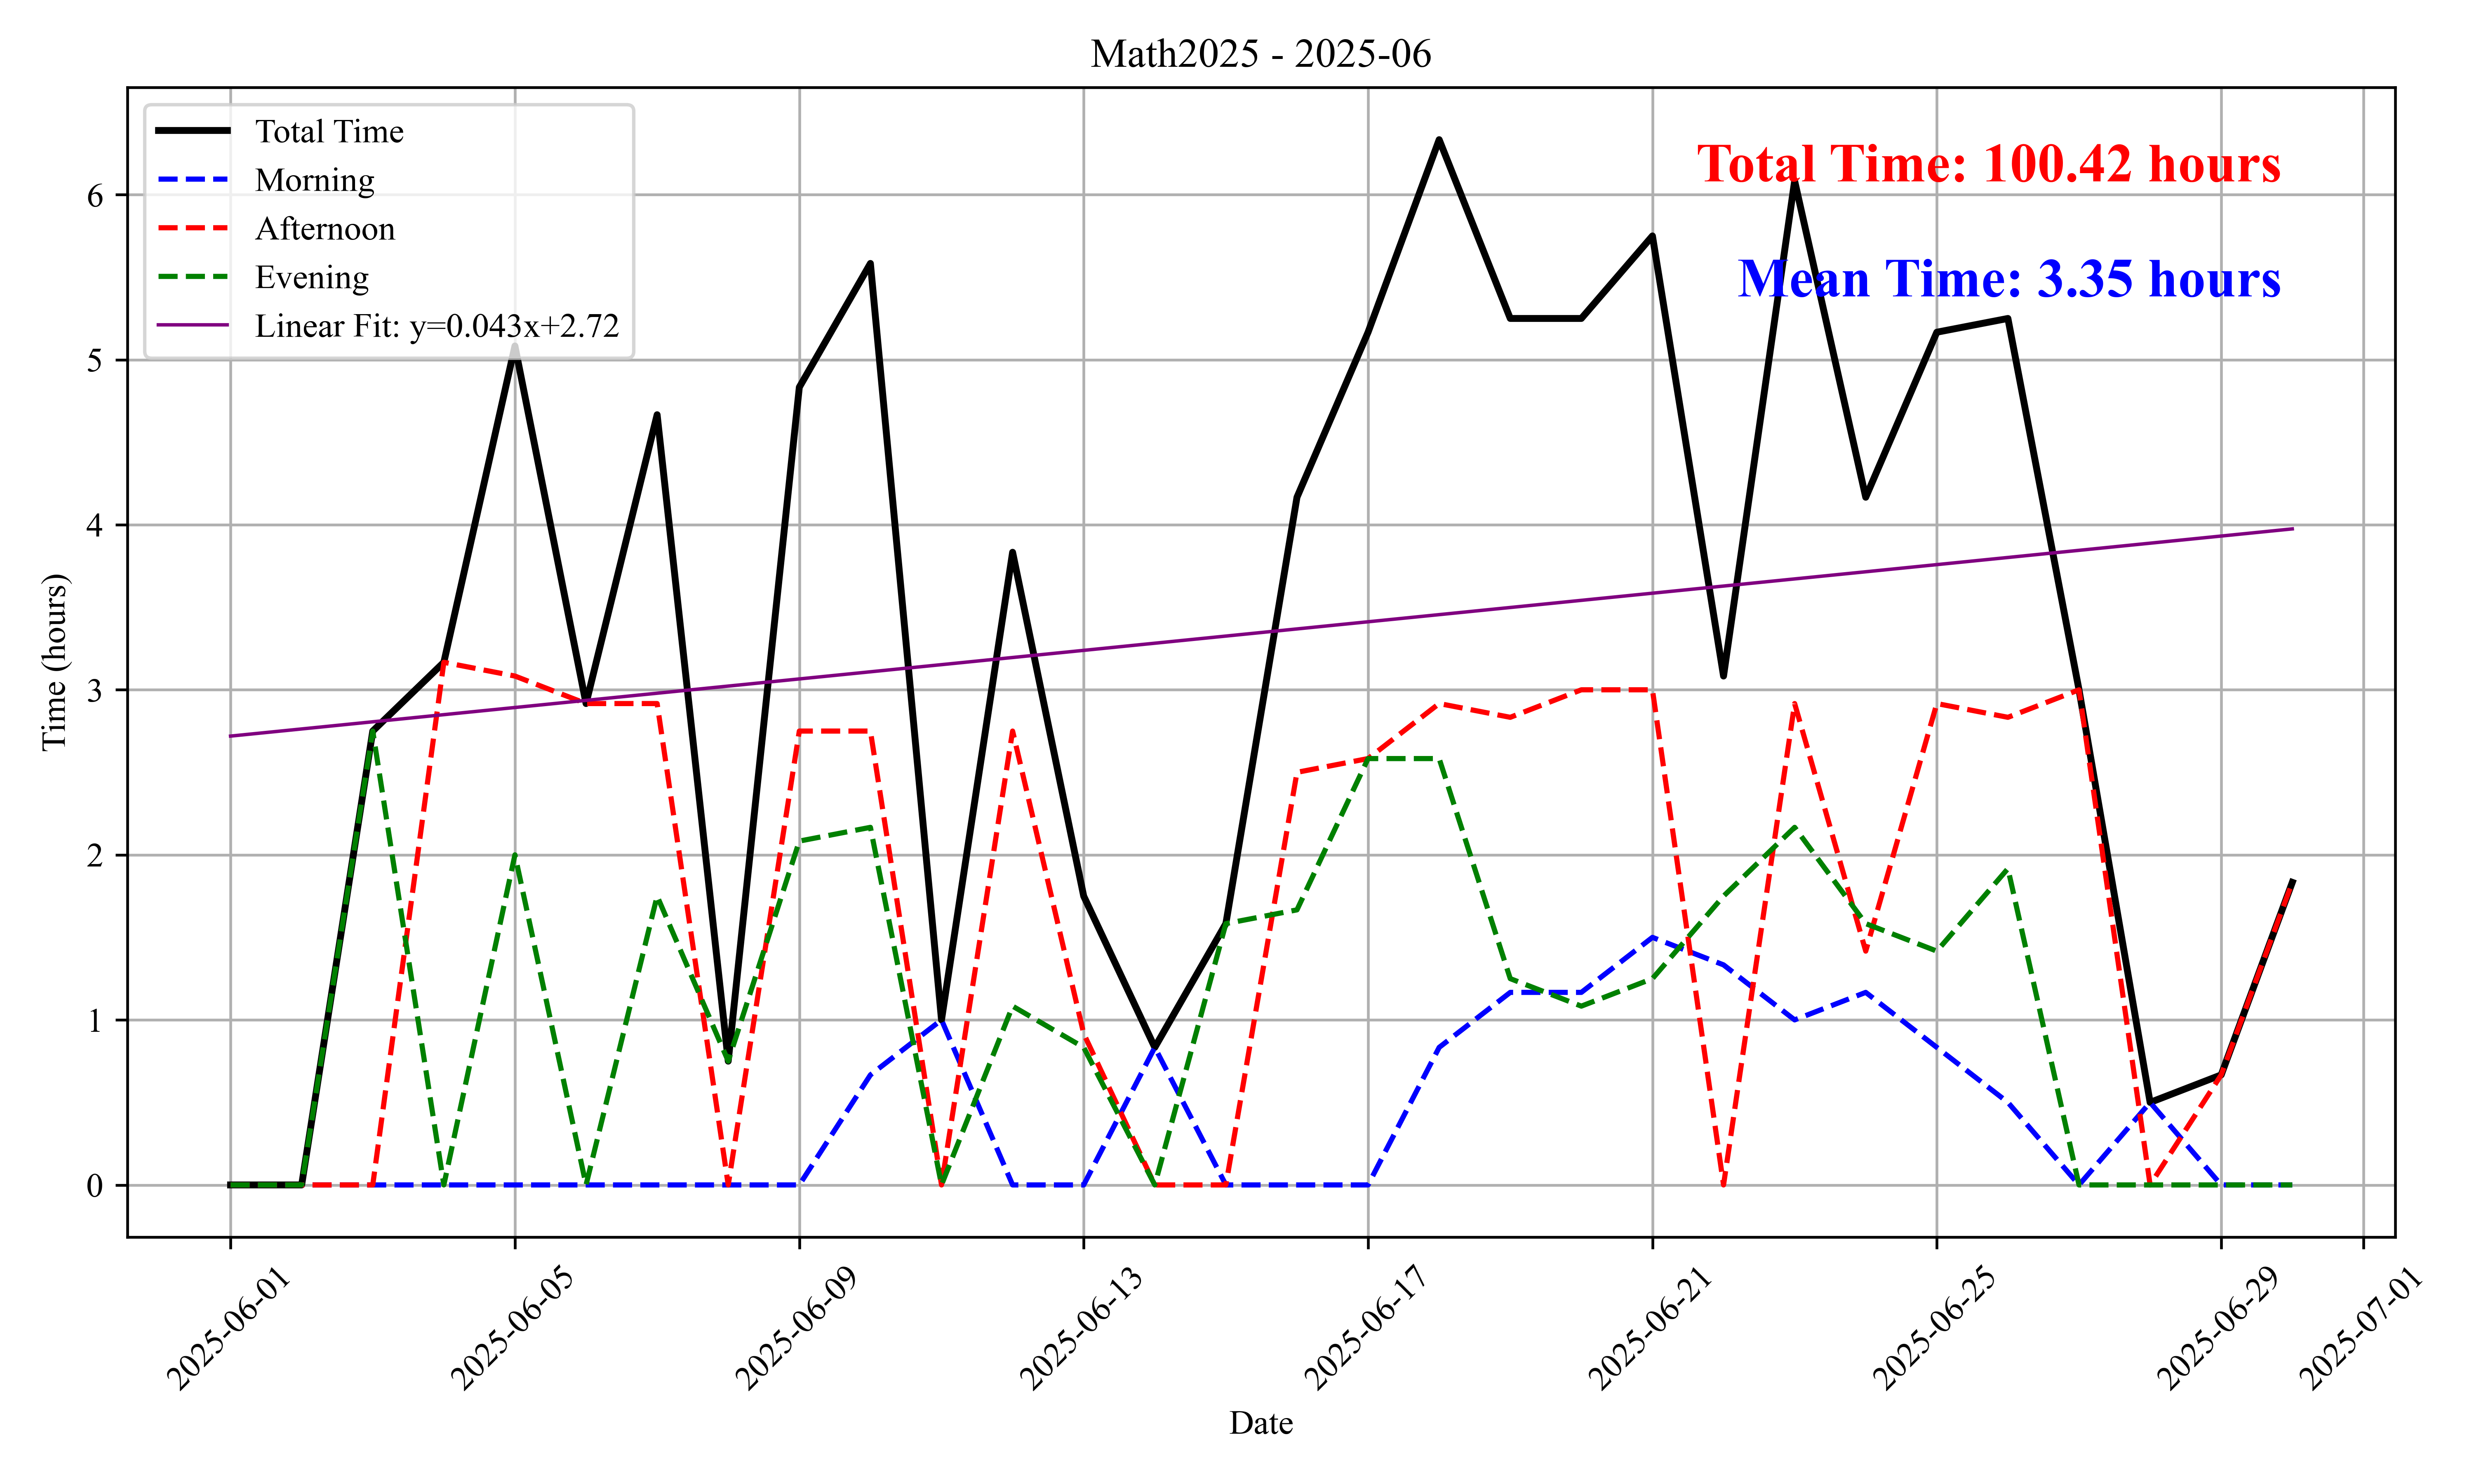 Math2025 - 2025-06
Total Time
Morning
Afternoon
Evening
Linear Fit: y=0.043x+2.72
Total Time: 100.42 hours
Mean Time: 3.35 hours
Time (hours)
6
5
4
3
2
1
0
2025-06-01
2025-06-05
2025-06-09
2025-06-13
2025-06-17
2025-06-21
2025-06-25
2025-06-29
2025-07-01
Date